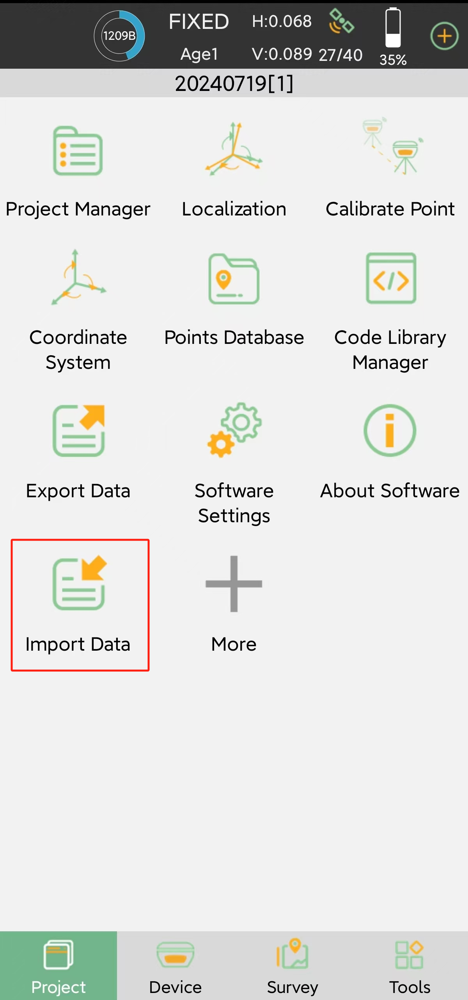 1209B
FIXED
H:0.068
Age1
V:0.089
27/40
35%
20240719[1]
Project Manager
Localization
Calibrate Point
Coordinate
System
Points Database
Code Library
Manager
Export Data
Software
Settings
About Software
Import Data
More
Project
Device
Survey
Tools